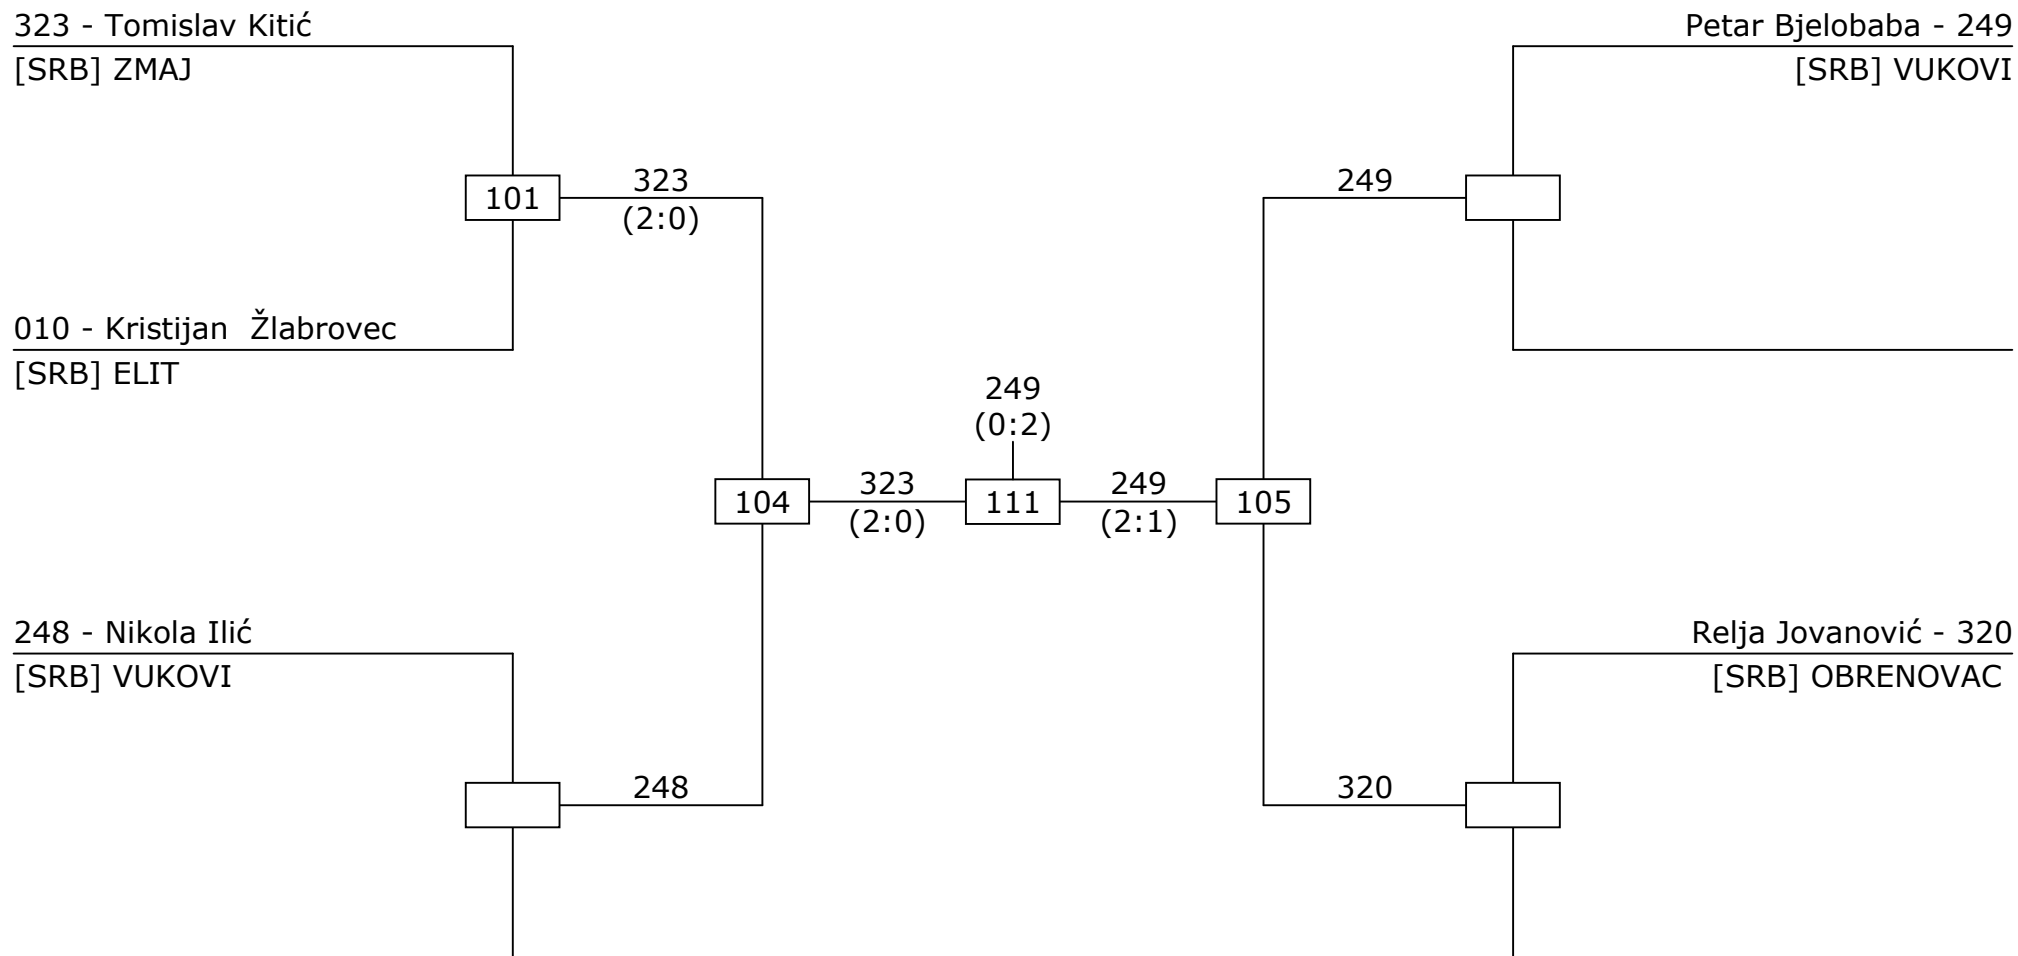 323 - Tomislav Kitić
[SRB] ZMAJ
Petar Bjelobaba - 249
[SRB] VUKOVI
101
323
(2:0)
249
010 - Kristijan  Žlabrovec
[SRB] ELIT
249
(0:2)
104
323
(2:0)
111
249
(2:1)
105
248 - Nikola Ilić
[SRB] VUKOVI
Relja Jovanović - 320
[SRB] OBRENOVAC
248
320